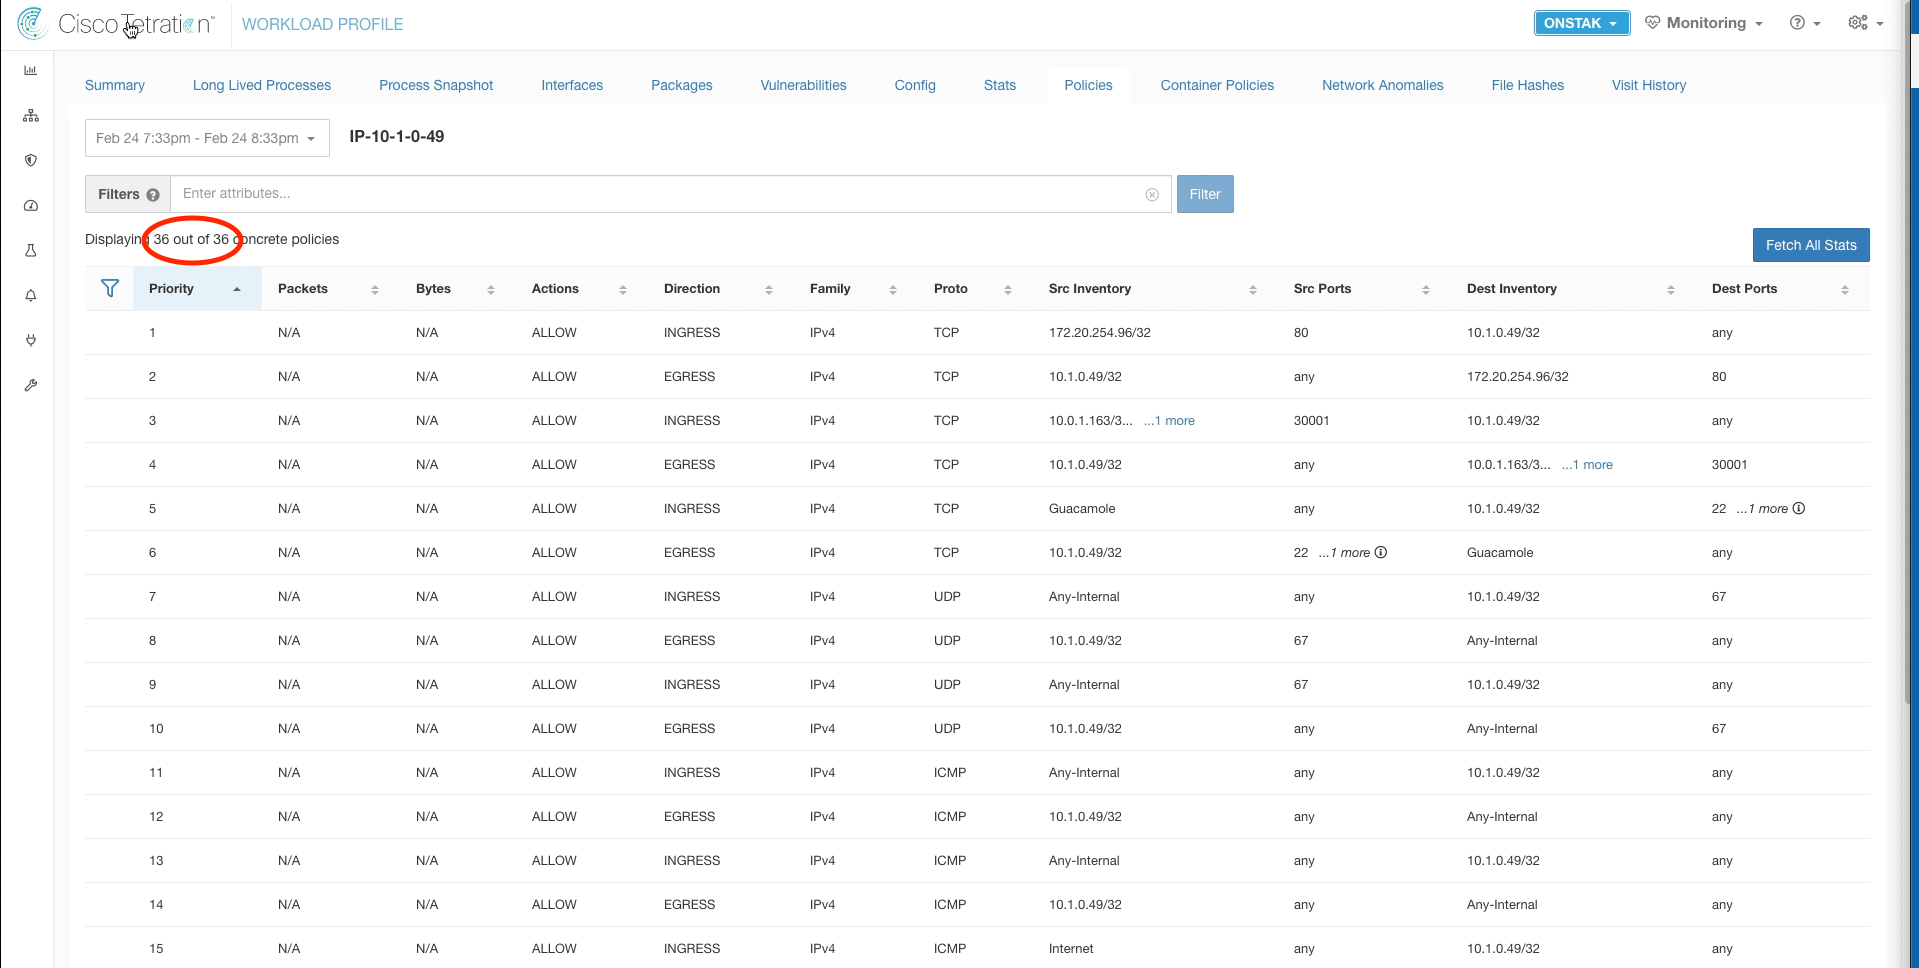 Cisco Tetration™ WORKLOAD PROFILE ONSTAK Monitoring
Summary Long Lived Processes Process Snapshot Interfaces Packages Vulnerabilities Config Stats Policies Container Policies Network Anomalies File Hashes Visit History
Feb 24 7:33pm - Feb 24 8:33pm IP-10-1-0-49
Filters ? Enter attributes... Filter
Displaying 36 out of 36 concrete policies
Fetch All Stats
Priority Packets Bytes Actions Direction Family Proto Src Inventory Src Ports Dest Inventory Dest Ports
1 N/A N/A ALLOW INGRESS IPv4 TCP 172.20.254.96/32 80 10.1.0.49/32 any
2 N/A N/A ALLOW EGRESS IPv4 TCP 10.1.0.49/32 any 172.20.254.96/32 80
3 N/A N/A ALLOW INGRESS IPv4 TCP 10.0.1.163/3... ...1 more 30001 10.1.0.49/32 any
4 N/A N/A ALLOW EGRESS IPv4 TCP 10.1.0.49/32 any 10.0.1.163/3... ...1 more 30001
5 N/A N/A ALLOW INGRESS IPv4 TCP Guacamole any 10.1.0.49/32 22 ...1 more
6 N/A N/A ALLOW EGRESS IPv4 TCP 10.1.0.49/32 22 ...1 more Guacamole any
7 N/A N/A ALLOW INGRESS IPv4 UDP Any-Internal any 10.1.0.49/32 67
8 N/A N/A ALLOW EGRESS IPv4 UDP 10.1.0.49/32 67 Any-Internal any
9 N/A N/A ALLOW INGRESS IPv4 UDP Any-Internal 67 10.1.0.49/32 any
10 N/A N/A ALLOW EGRESS IPv4 UDP 10.1.0.49/32 any Any-Internal 67
11 N/A N/A ALLOW INGRESS IPv4 ICMP Any-Internal any 10.1.0.49/32 any
12 N/A N/A ALLOW EGRESS IPv4 ICMP 10.1.0.49/32 any Any-Internal any
13 N/A N/A ALLOW INGRESS IPv4 ICMP Any-Internal any 10.1.0.49/32 any
14 N/A N/A ALLOW EGRESS IPv4 ICMP 10.1.0.49/32 any Any-Internal any
15 N/A N/A ALLOW INGRESS IPv4 ICMP Internet any 10.1.0.49/32 any